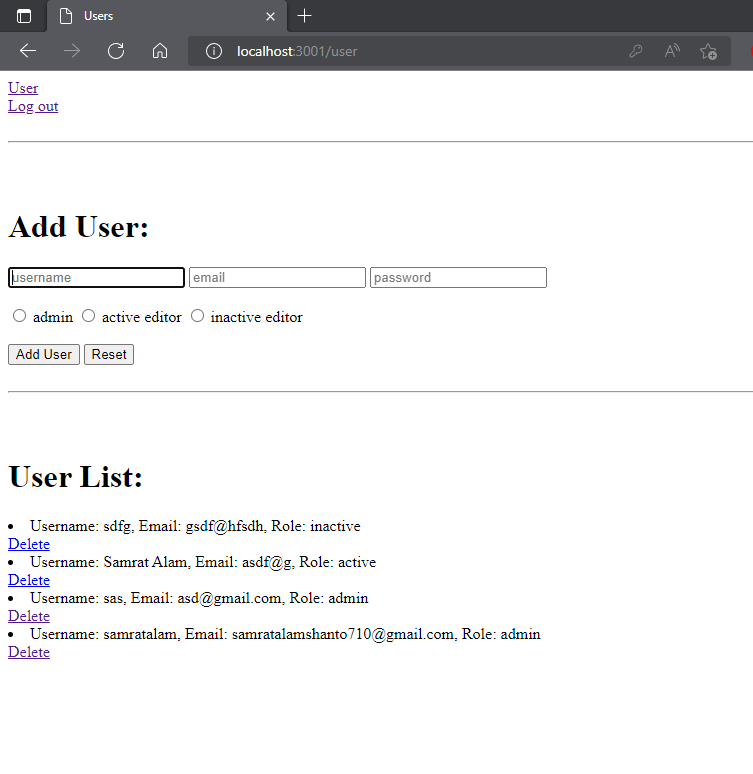 Users
localhost:3001/user
User
Log out
Add User:
username email password
admin active editor inactive editor
Add User Reset
User List:
• Username: sdfg, Email: gsdf@hfsdh, Role: inactive
Delete
• Username: Samrat Alam, Email: asdf@g, Role: active
Delete
• Username: sas, Email: asd@gmail.com, Role: admin
Delete
• Username: samratalam, Email: samratalamshanto710@gmail.com, Role: admin
Delete